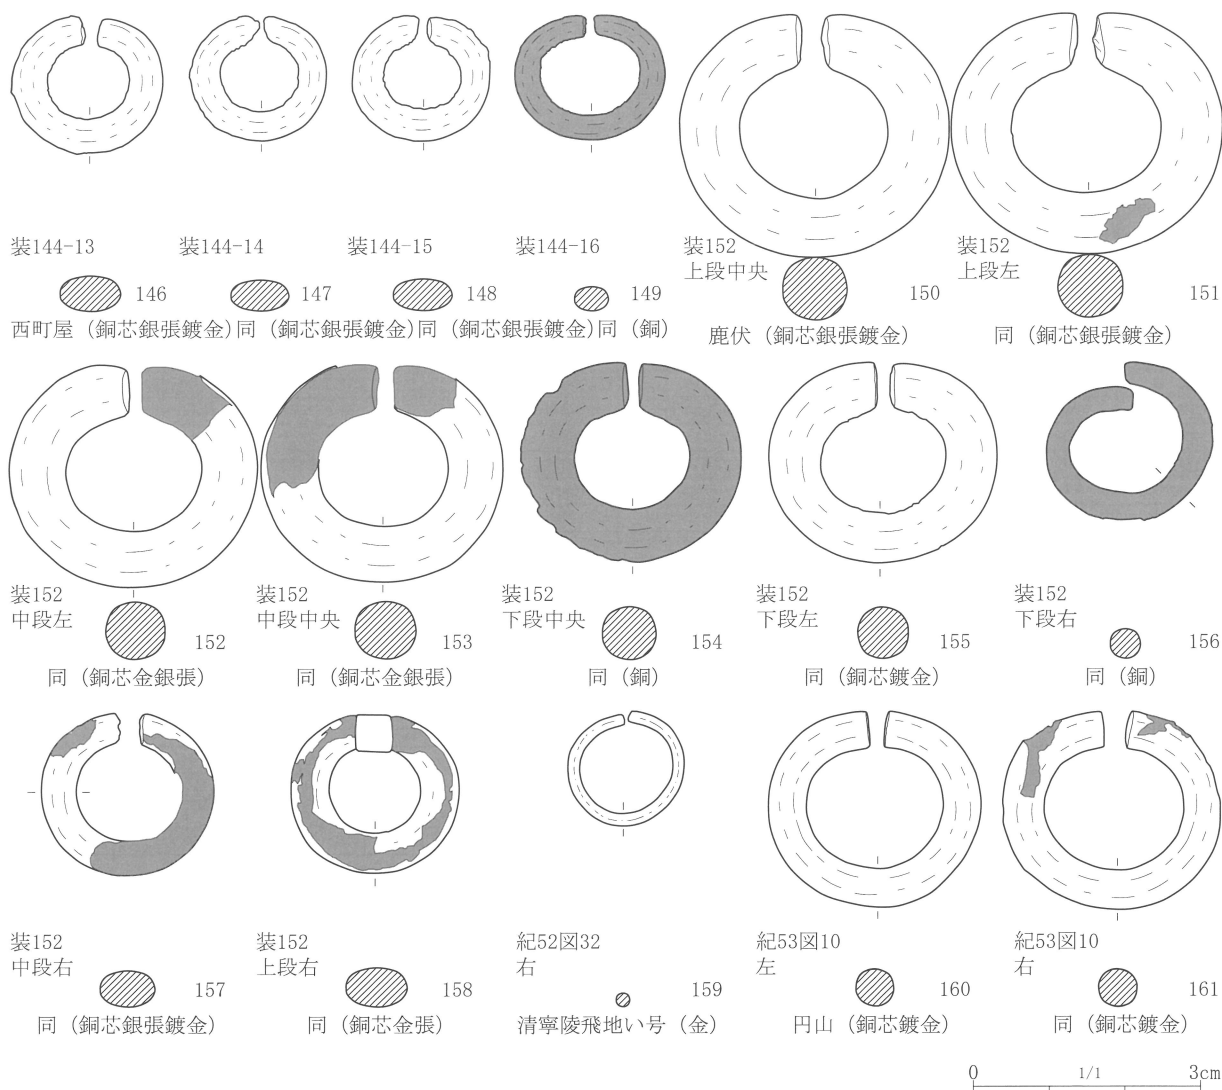 装144-13 装144-14 装144-15 装144-16 装152 装152
上段中央 上段左
146 147 148 149 150 151
西町屋（銅芯銀張鍍金）同（銅芯銀張鍍金）同（銅芯銀張鍍金）同（銅） 鹿伏（銅芯銀張鍍金） 同（銅芯銀張鍍金）
装152 装152 装152 装152 装152
中段左 中段中央 下段中央 下段左 下段右
152 153 154 155 156
同（銅芯金銀張） 同（銅芯金銀張） 同（銅） 同（銅芯鍍金） 同（銅）
装152 装152 紀52図32 紀53図10 紀53図10
中段右 上段右 右 左 右
157 158 159 160 161
同（銅芯銀張鍍金） 同（銅芯金張） 清寧陵飛地い号（金） 円山（銅芯鍍金） 同（銅芯鍍金）
0 1/1 3cm